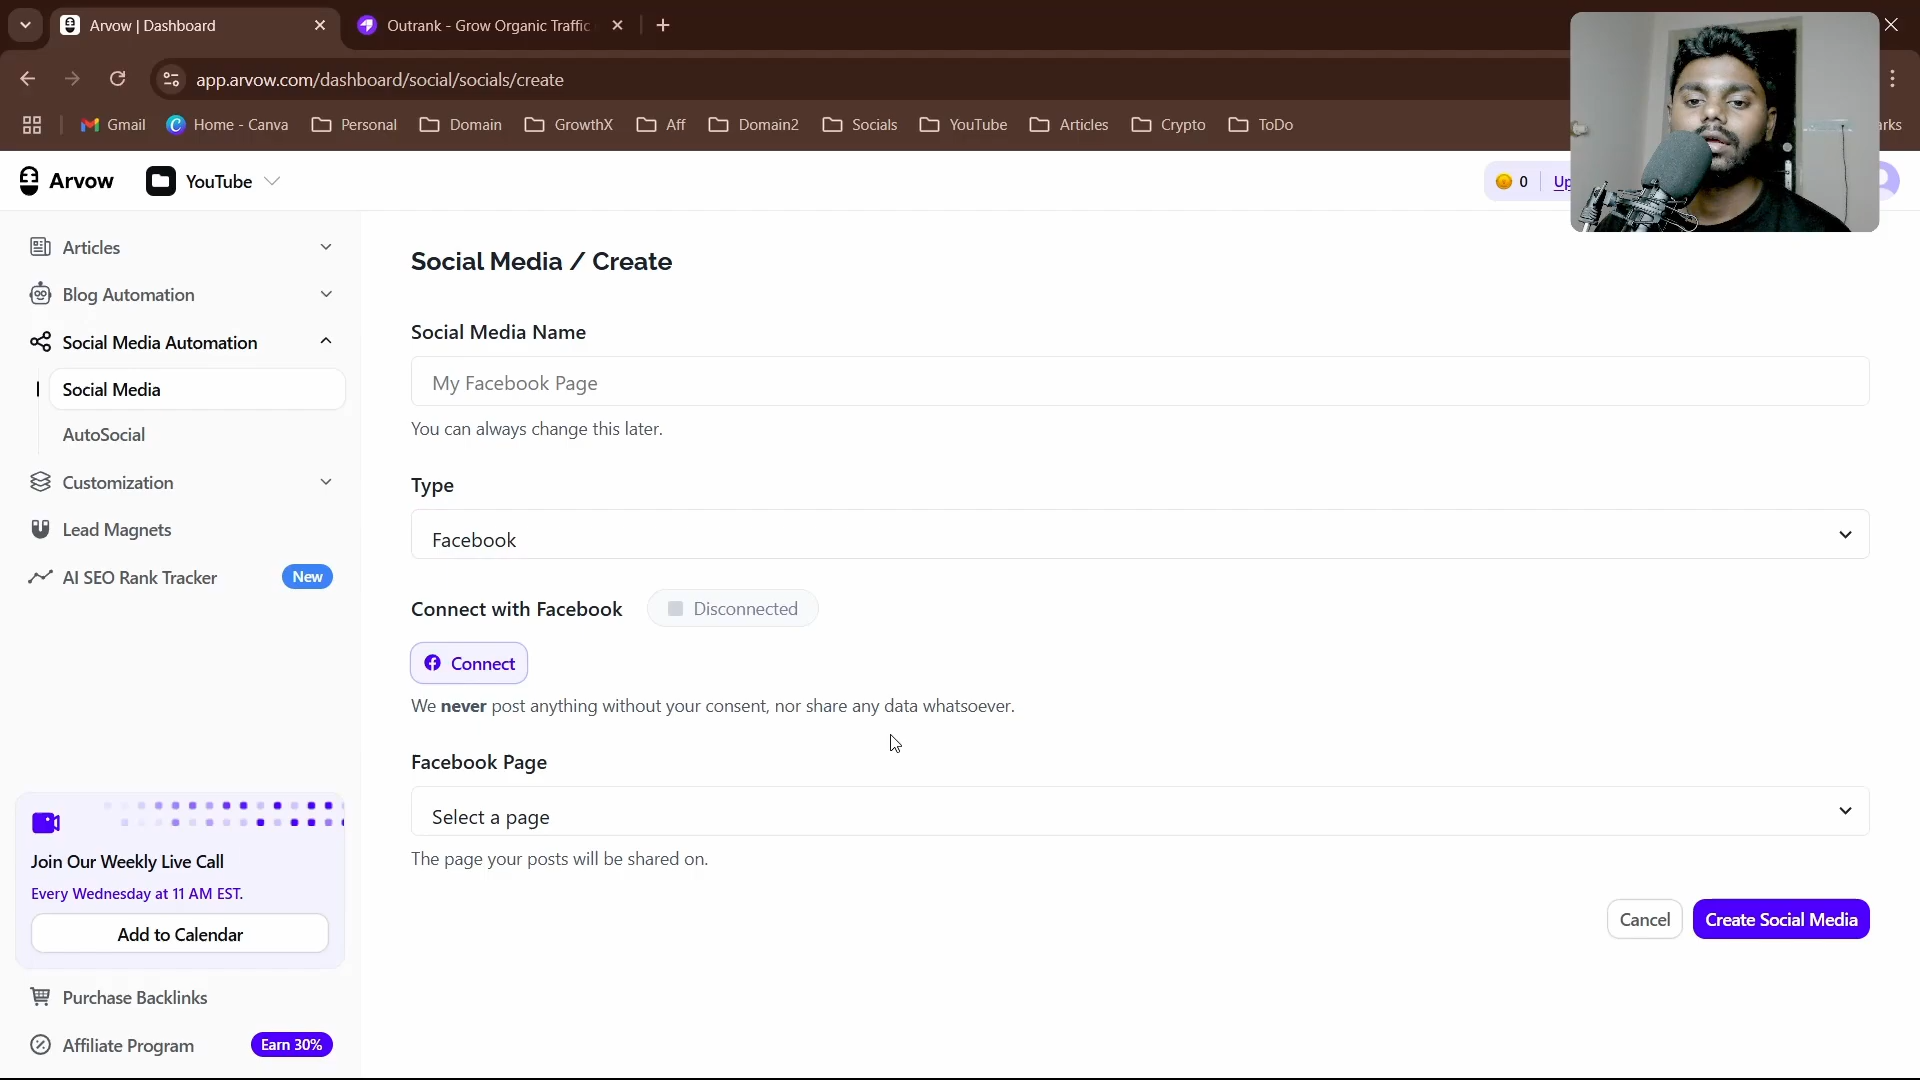 Arvow | Dashboard
Outrank - Grow Organic Traffic
app.arvow.com/dashboard/social/socials/create
Gmail
Home - Canva
Personal
Domain
GrowthX
Aff
Domain2
Socials
YouTube
Articles
Crypto
ToDo
Arvow
YouTube
0
Articles
Blog Automation
Social Media Automation
Social Media
AutoSocial
Customization
Lead Magnets
AI SEO Rank Tracker
New
Join Our Weekly Live Call
Every Wednesday at 11 AM EST.
Add to Calendar
Purchase Backlinks
Affiliate Program
Earn 30%
Social Media / Create
Social Media Name
My Facebook Page
You can always change this later.
Type
Facebook
Connect with Facebook
Disconnected
Connect
We never post anything without your consent, nor share any data whatsoever.
Facebook Page
Select a page
The page your posts will be shared on.
Cancel
Create Social Media